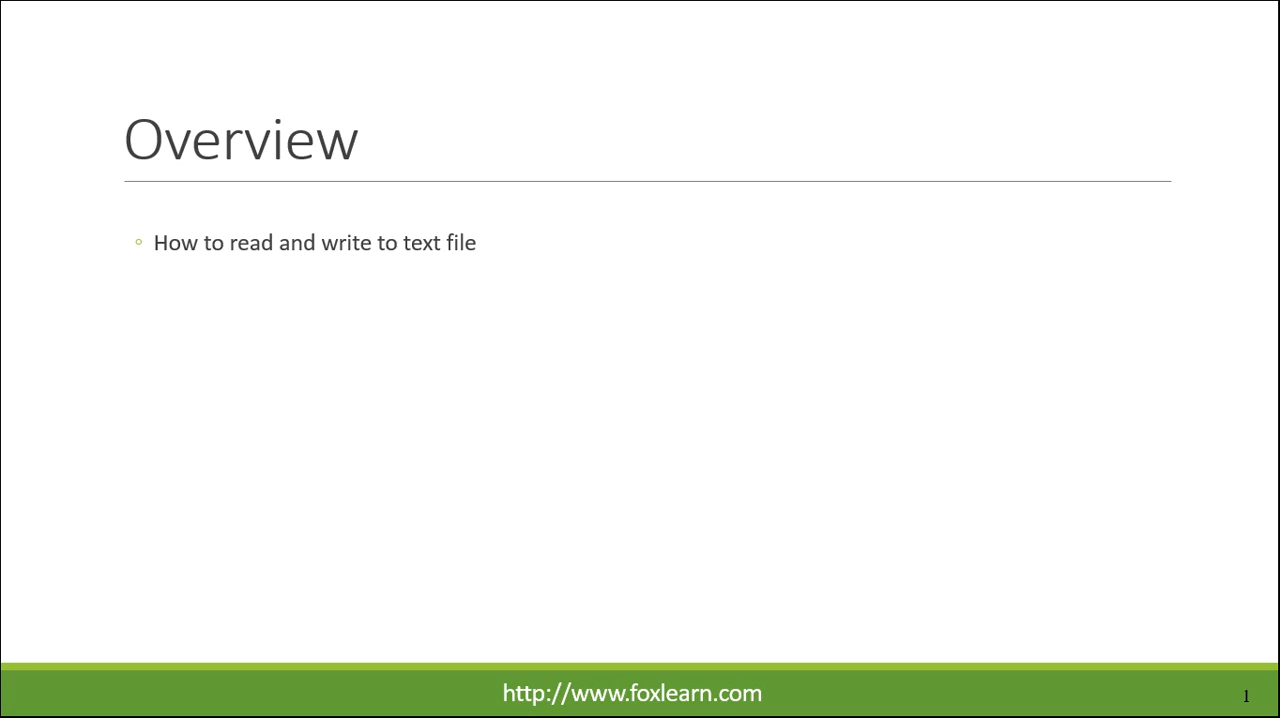 Overview
◦ How to read and write to text file
http://www.foxlearn.com
1